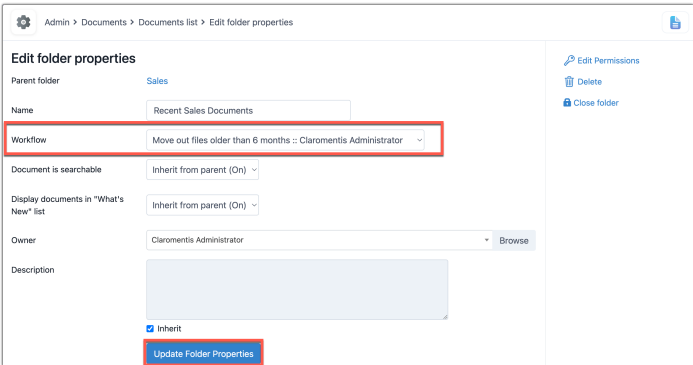 Admin > Documents > Documents list > Edit folder properties
Edit folder properties
Parent folder
Sales
Name
Recent Sales Documents
Workflow
Move out files older than 6 months :: Claromentis Administrator
Document is searchable
Inherit from parent (On)
Display documents in "What's
New" list
Inherit from parent (On)
Owner
Claromentis Administrator
Browse
Description
Inherit
Update Folder Properties
Edit Permissions
Delete
Close folder